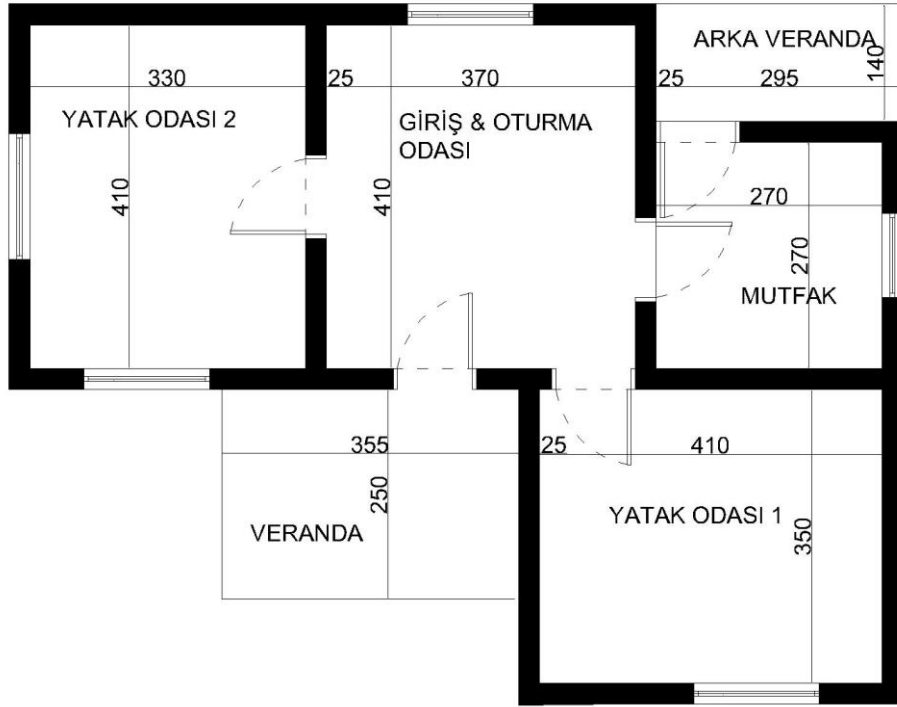 ARKA VERANDA
140
330
25
370
25
295
YATAK ODASI 2
GİRİŞ & OTURMA
ODASI
410
410
270
270
MUTFAK
355
25
410
250
VERANDA
YATAK ODASI 1
350